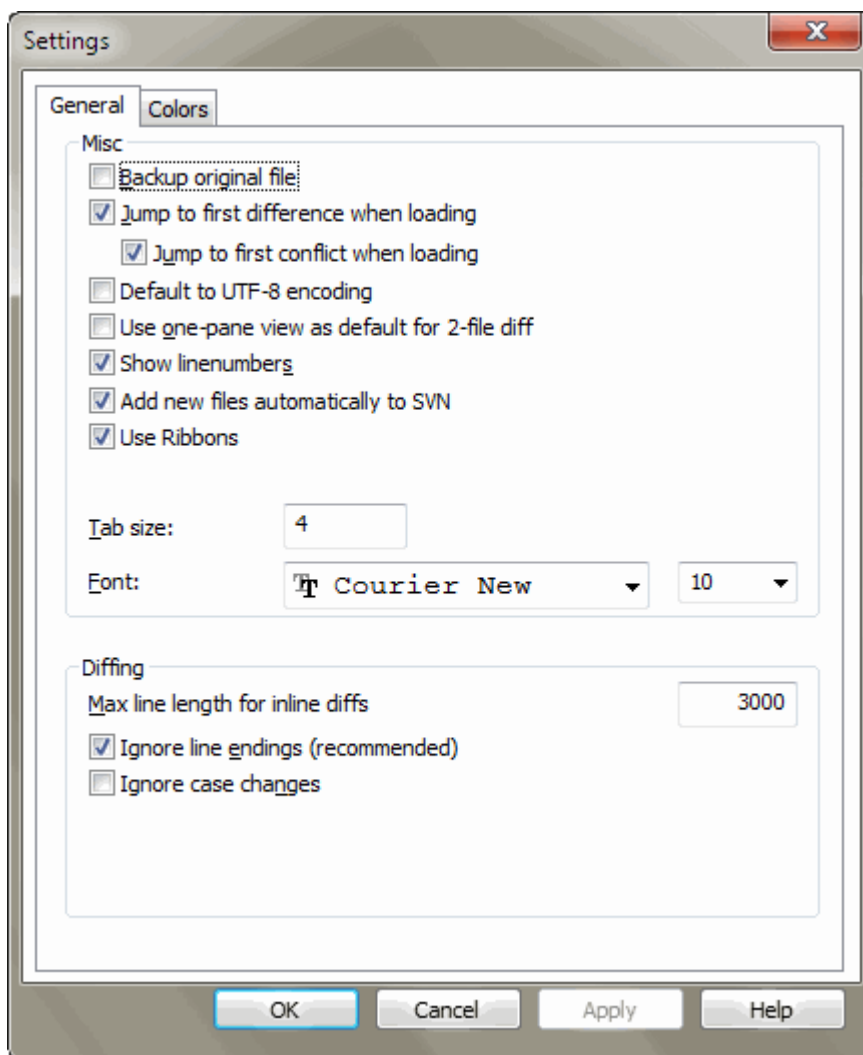 Settings
General Colors
Misc
Backup original file
Jump to first difference when loading
Jump to first conflict when loading
Default to UTF-8 encoding
Use one-pane view as default for 2-file diff
Show linenumbers
Add new files automatically to SVN
Use Ribbons
Tab size: 4
Font: Courier New 10
Diffing
Max line length for inline diffs 3000
Ignore line endings (recommended)
Ignore case changes
OK Cancel Apply Help